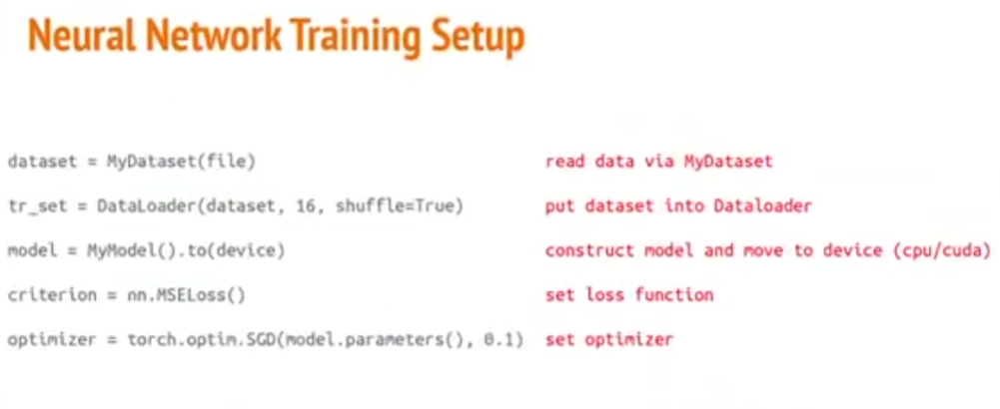 Neural Network Training Setup
dataset = MyDataset(file) read data via MyDataset
tr_set = DataLoader(dataset, 16, shuffle=True) put dataset into Dataloader
model = MyModel().to(device) construct model and move to device (cpu/cuda)
criterion = nn.MSELoss() set loss function
optimizer = torch.optim.SGD(model.parameters(), 0.1) set optimizer